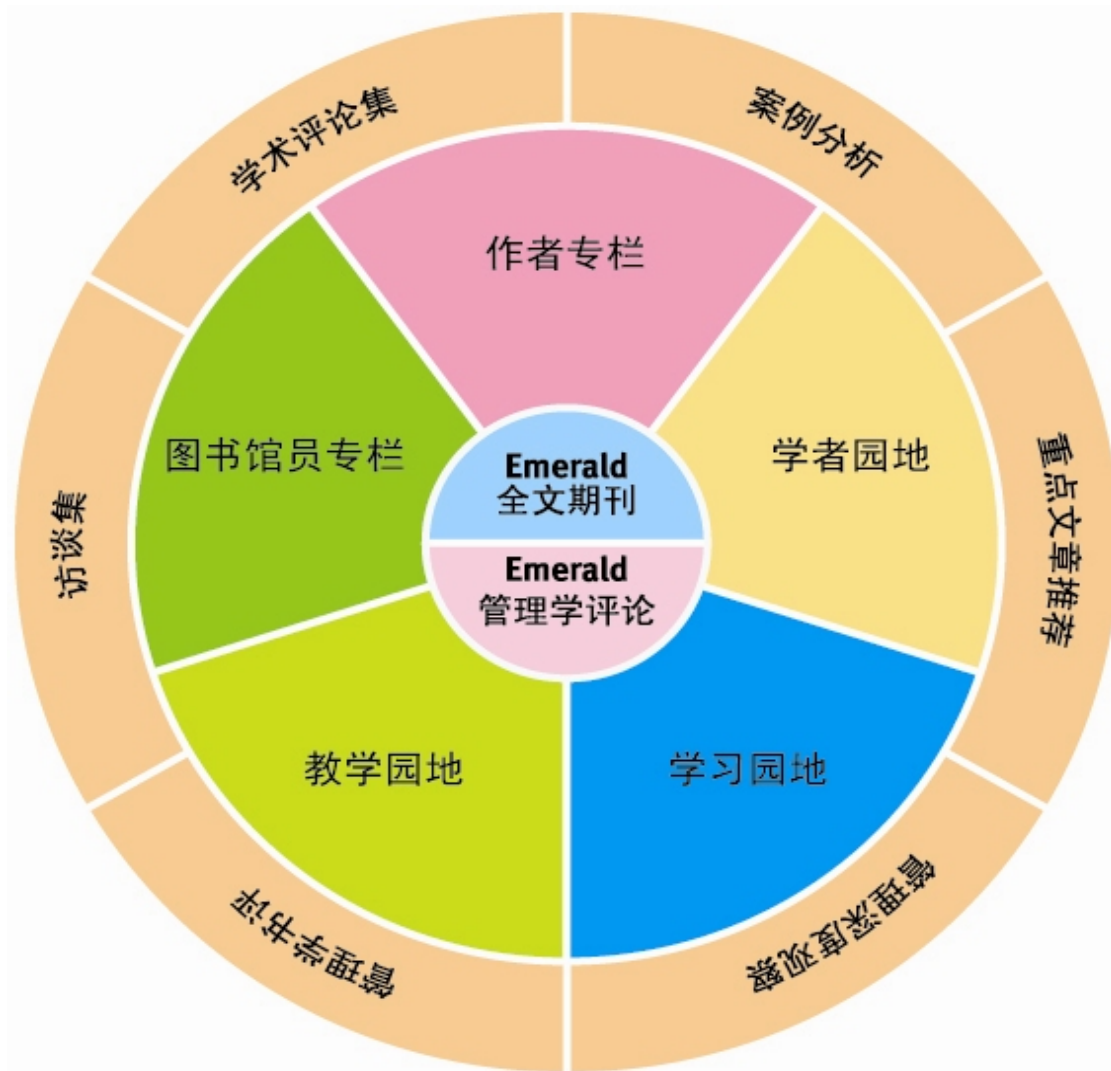 学术评论集
案例分析
作者专栏
图书馆员专栏
学者园地
Emerald
全文期刊
Emerald
管理学评论
访谈集
重点文章推荐
教学园地
学习园地
管理学书评
管理深度观察